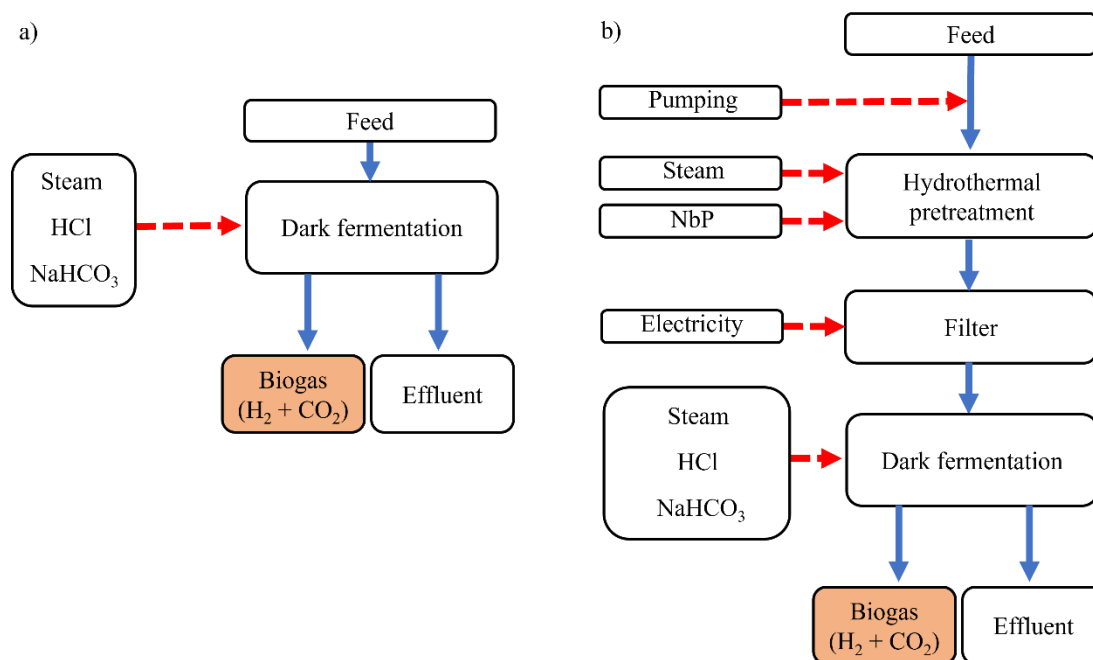 a)
Feed
Steam
HCl
NaHCO₃
Dark fermentation
Biogas
(H₂ + CO₂)
Effluent
b)
Feed
Pumping
Steam
NbP
Hydrothermal
pretreatment
Electricity
Filter
Steam
HCl
NaHCO₃
Dark fermentation
Biogas
(H₂ + CO₂)
Effluent